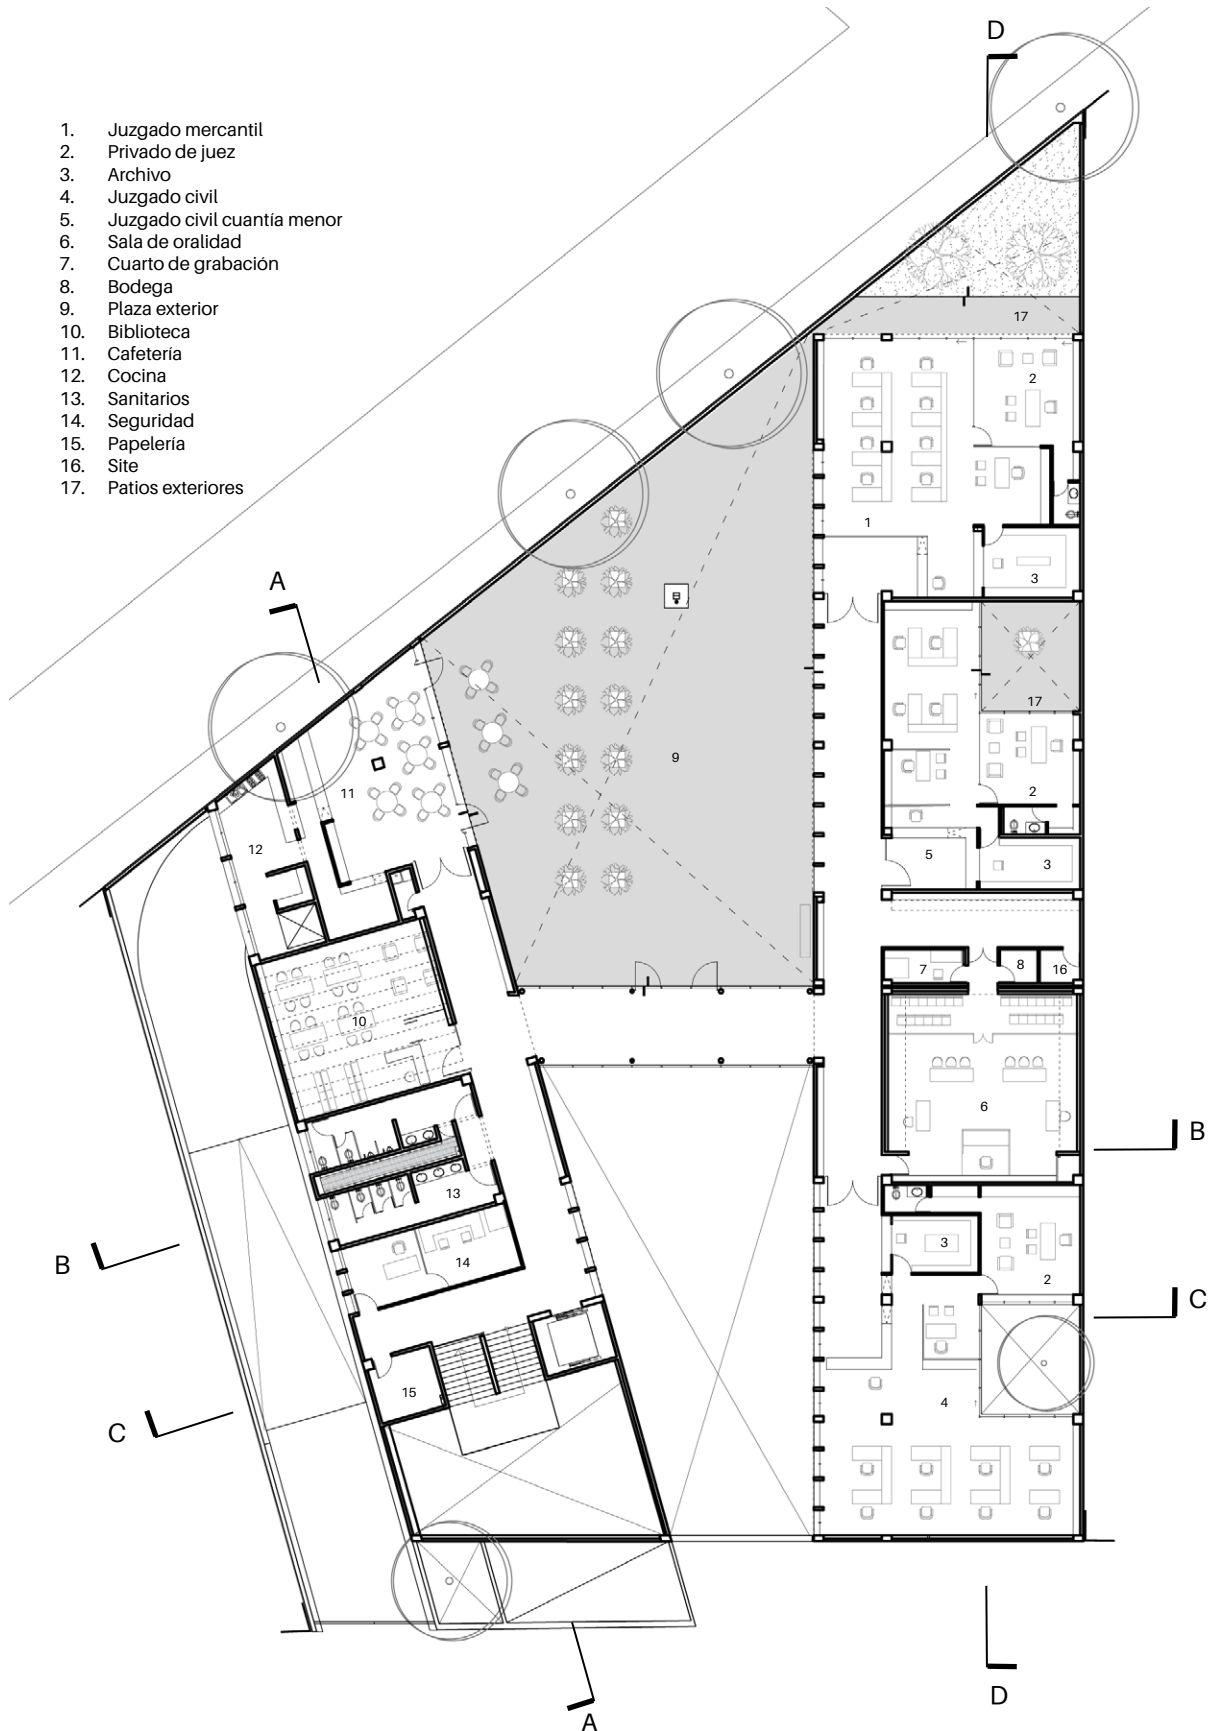 D
1. Juzgado mercantil
2. Privado de juez
3. Archivo
4. Juzgado civil
5. Juzgado civil cuantía menor
6. Sala de oralidad
7. Cuarto de grabación
8. Bodega
9. Plaza exterior
10. Biblioteca
11. Cafetería
12. Cocina
13. Sanitarios
14. Seguridad
15. Papelería
16. Site
17. Patios exteriores
17
2
1
3
A
17
9
11
2
12
5
3
7
8
16
10
6
B
13
3
14
B
2
C
15
4
C
D
A